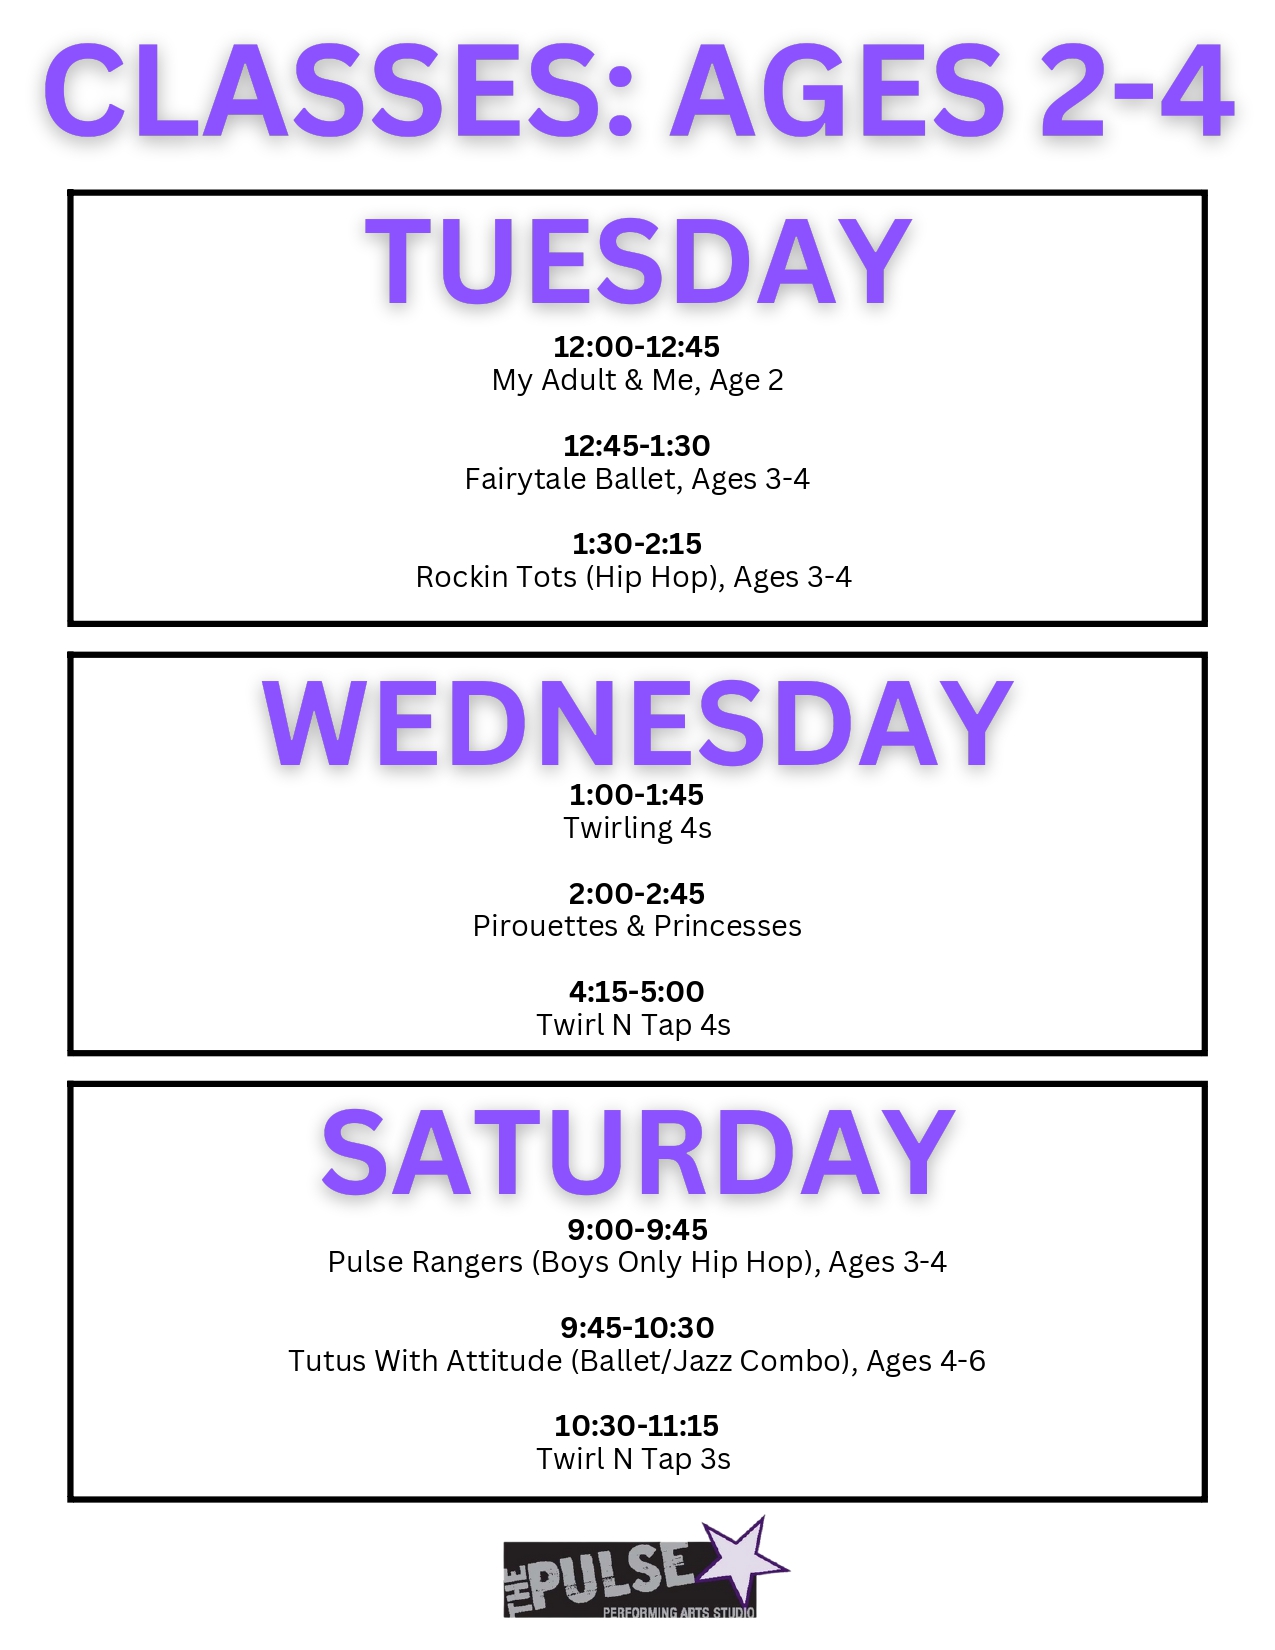 CLASSES: AGES 2-4
TUESDAY
12:00-12:45
My Adult & Me, Age 2
12:45-1:30
Fairytale Ballet, Ages 3-4
1:30-2:15
Rockin Tots (Hip Hop), Ages 3-4
WEDNESDAY
1:00-1:45
Twirling 4s
2:00-2:45
Pirouettes & Princesses
4:15-5:00
Twirl N Tap 4s
SATURDAY
9:00-9:45
Pulse Rangers (Boys Only Hip Hop), Ages 3-4
9:45-10:30
Tutus With Attitude (Ballet/Jazz Combo), Ages 4-6
10:30-11:15
Twirl N Tap 3s
THE PULSE
PERFORMING ARTS STUDIO